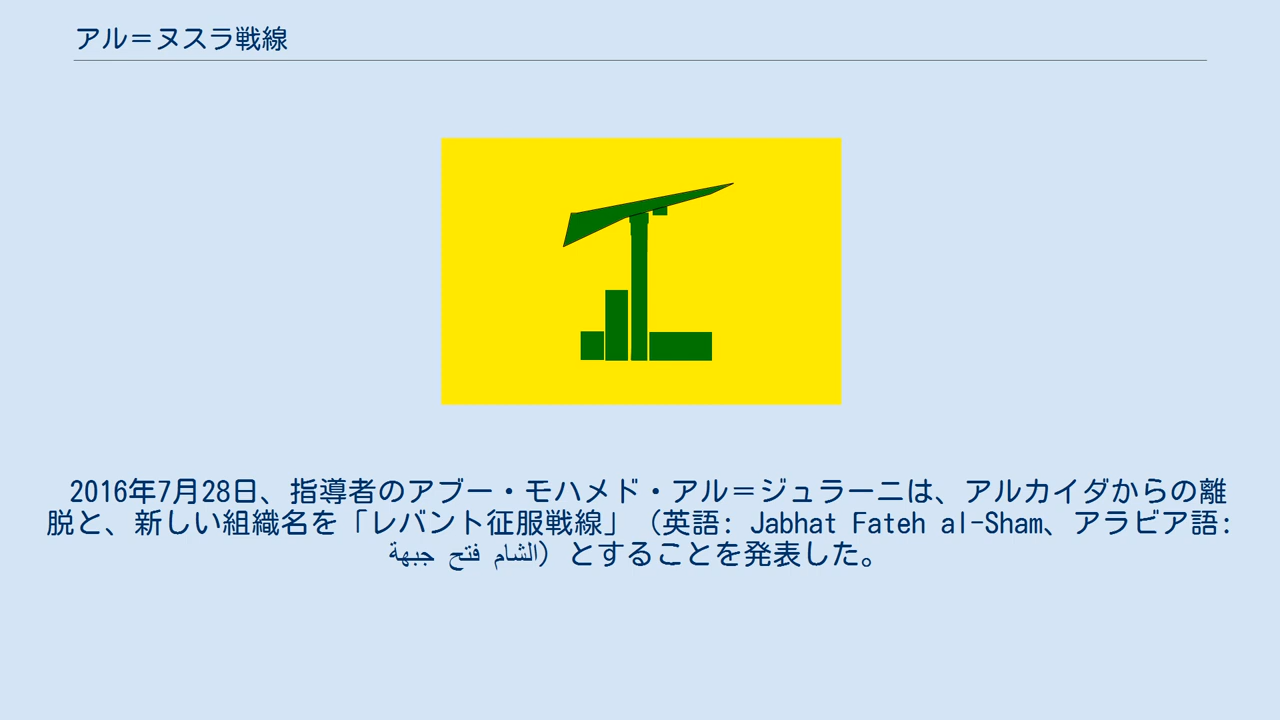 アル＝ヌスラ戦線
2016年7月28日、指導者のアブー・モハメド・アル＝ジュラーニは、アルカイダからの離
脱と、新しい組織名を「レバント征服戦線」（英語: Jabhat Fateh al-Sham、アラビア語:
جبهة فتح الشام）とすることを発表した。